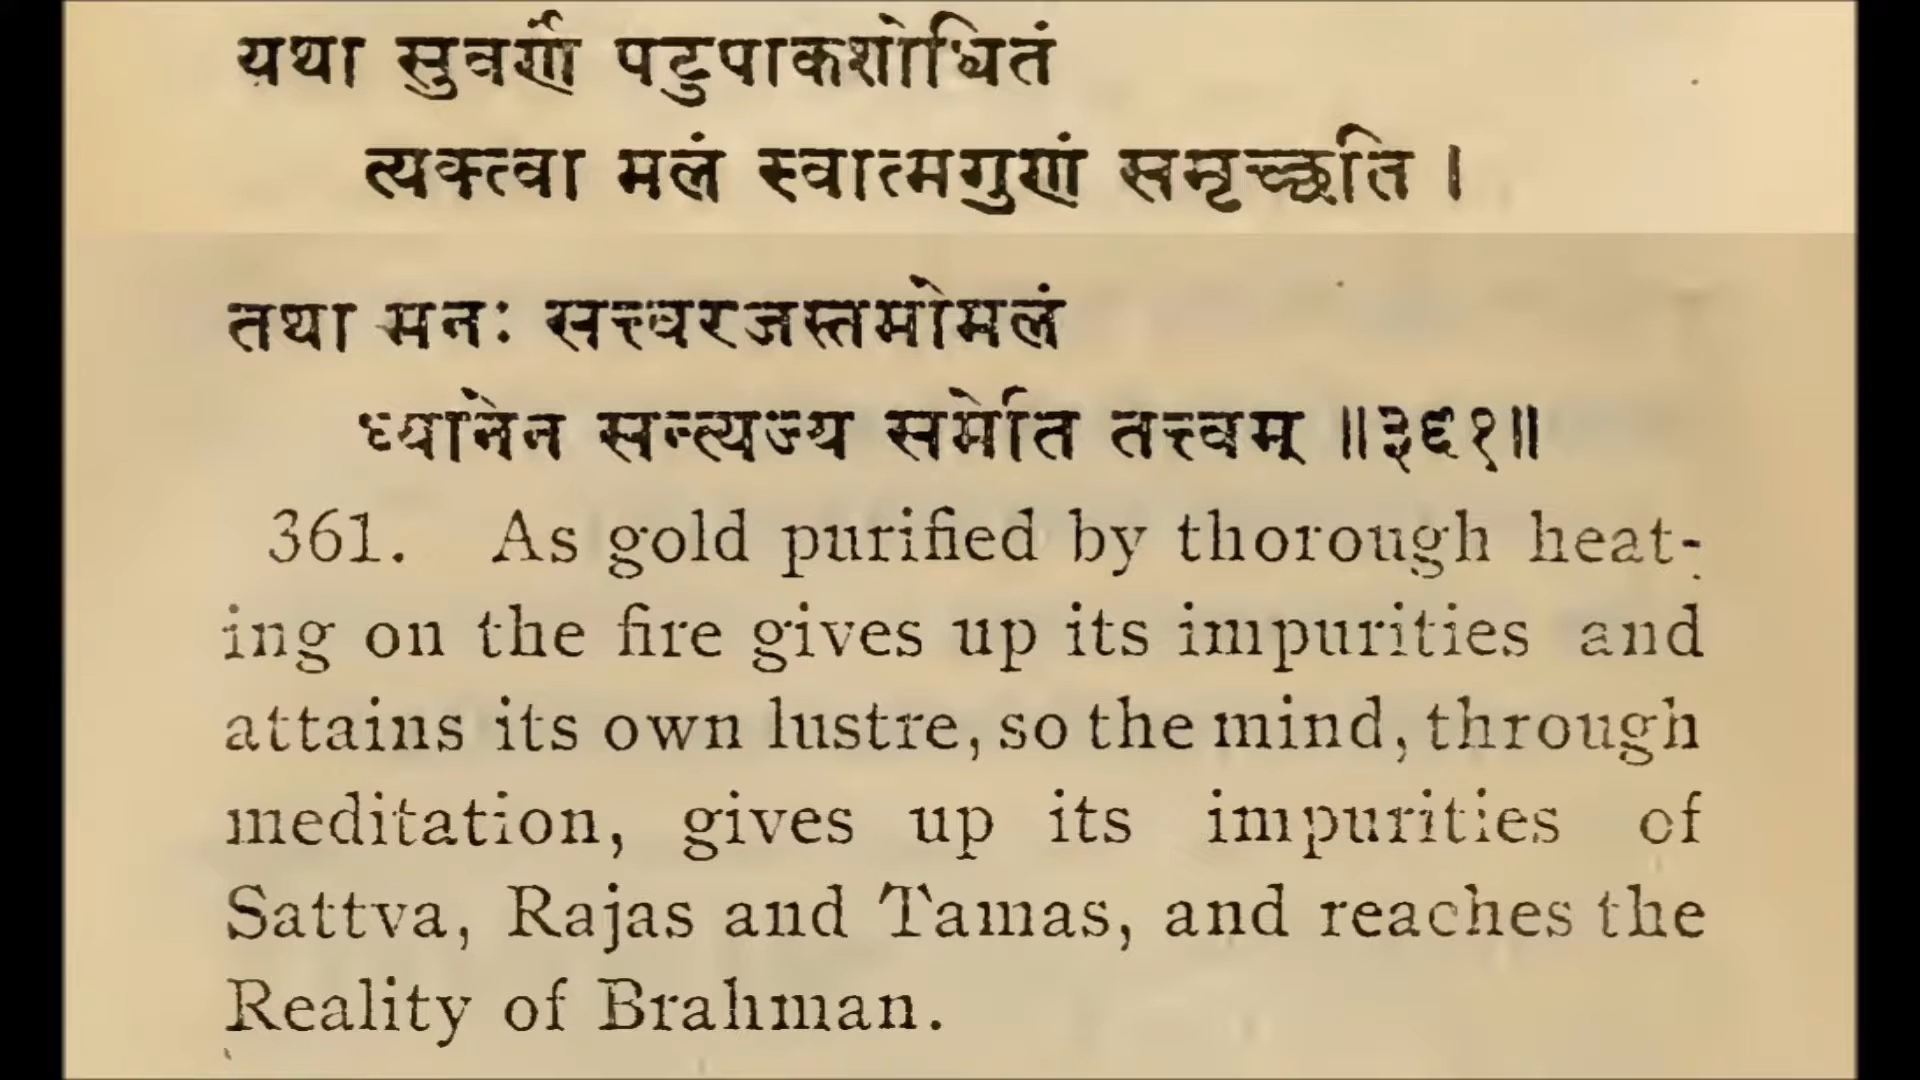 यथा सुवर्णं पटुपाकशोधितं
त्यक्त्वा मलं स्वात्मगुणं समृच्छति ।
तथा मनः सत्त्वरजस्तमोमलं
ध्यानेन सन्त्यज्य समेति तत्त्वम् ॥३६१॥
361. As gold purified by thorough heat-
ing on the fire gives up its impurities and
attains its own lustre, so the mind, through
meditation, gives up its impurities of
Sattva, Rajas and Tamas, and reaches the
Reality of Brahman.